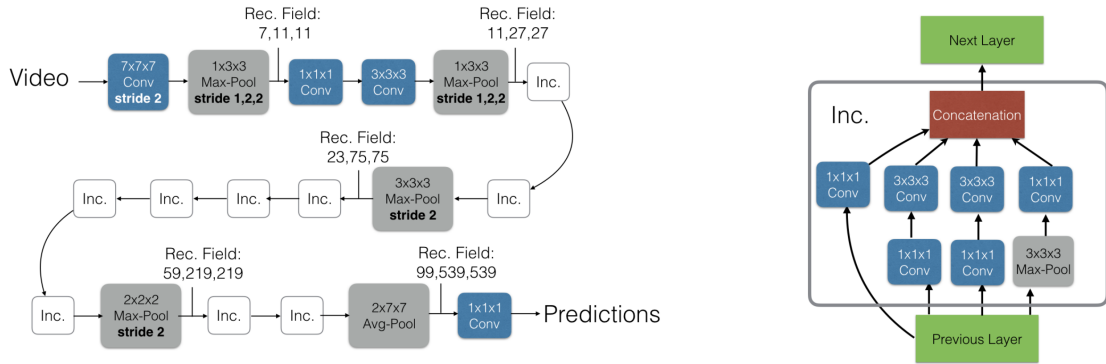 Rec. Field:
7,11,11
Rec. Field:
11,27,27
Video
7x7x7
Conv
stride 2
1x3x3
Max-Pool
stride 1,2,2
1x1x1
Conv
3x3x3
Conv
1x3x3
Max-Pool
stride 1,2,2
Inc.
Rec. Field:
23,75,75
Inc.
Inc.
Inc.
Inc.
3x3x3
Max-Pool
stride 2
Inc.
Rec. Field:
59,219,219
Rec. Field:
99,539,539
Inc.
2x2x2
Max-Pool
stride 2
Inc.
Inc.
2x7x7
Avg-Pool
1x1x1
Conv
Predictions
Next Layer
Inc.
Concatenation
1x1x1
Conv
3x3x3
Conv
3x3x3
Conv
1x1x1
Conv
1x1x1
Conv
1x1x1
Conv
3x3x3
Max-Pool
Previous Layer